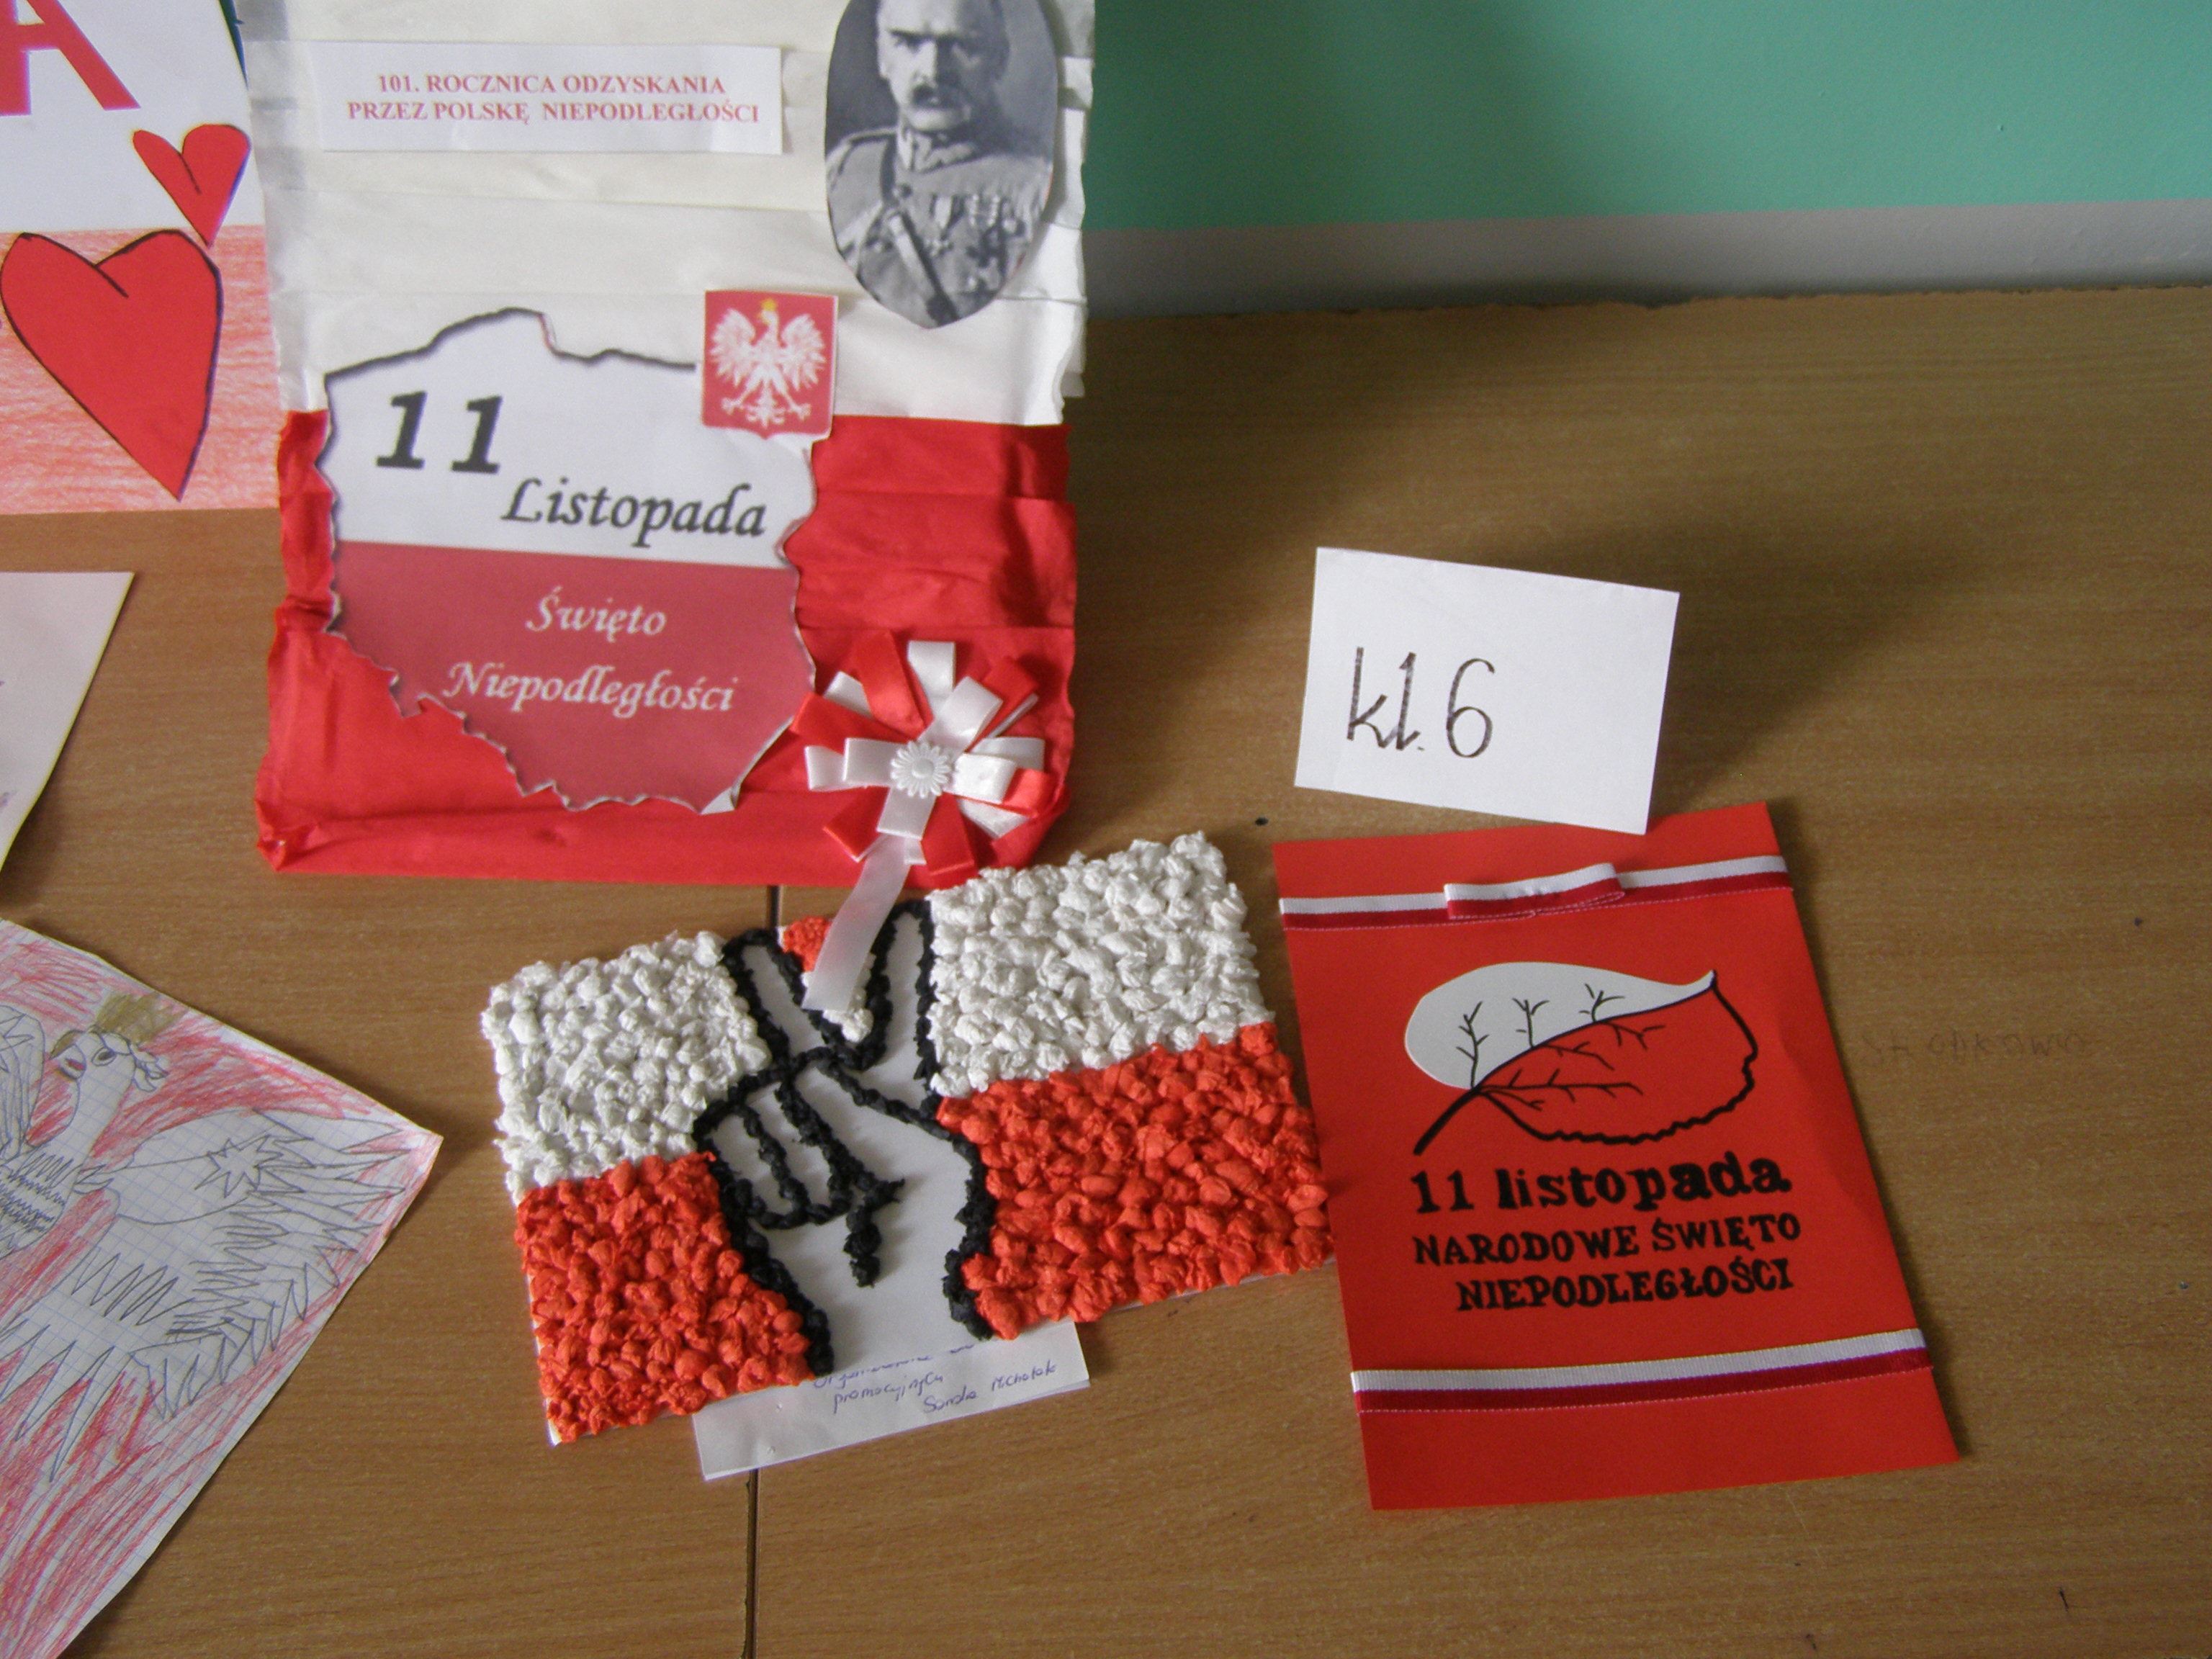 A
101. ROCZNICA ODZYSKANIA
PRZEZ POLSKĘ NIEPODLEGŁOŚCI
11
Listopada
Święto
Niepodległości
kl. 6
11 listopada
NARODOWE ŚWIĘTO
NIEPODLEGŁOŚCI